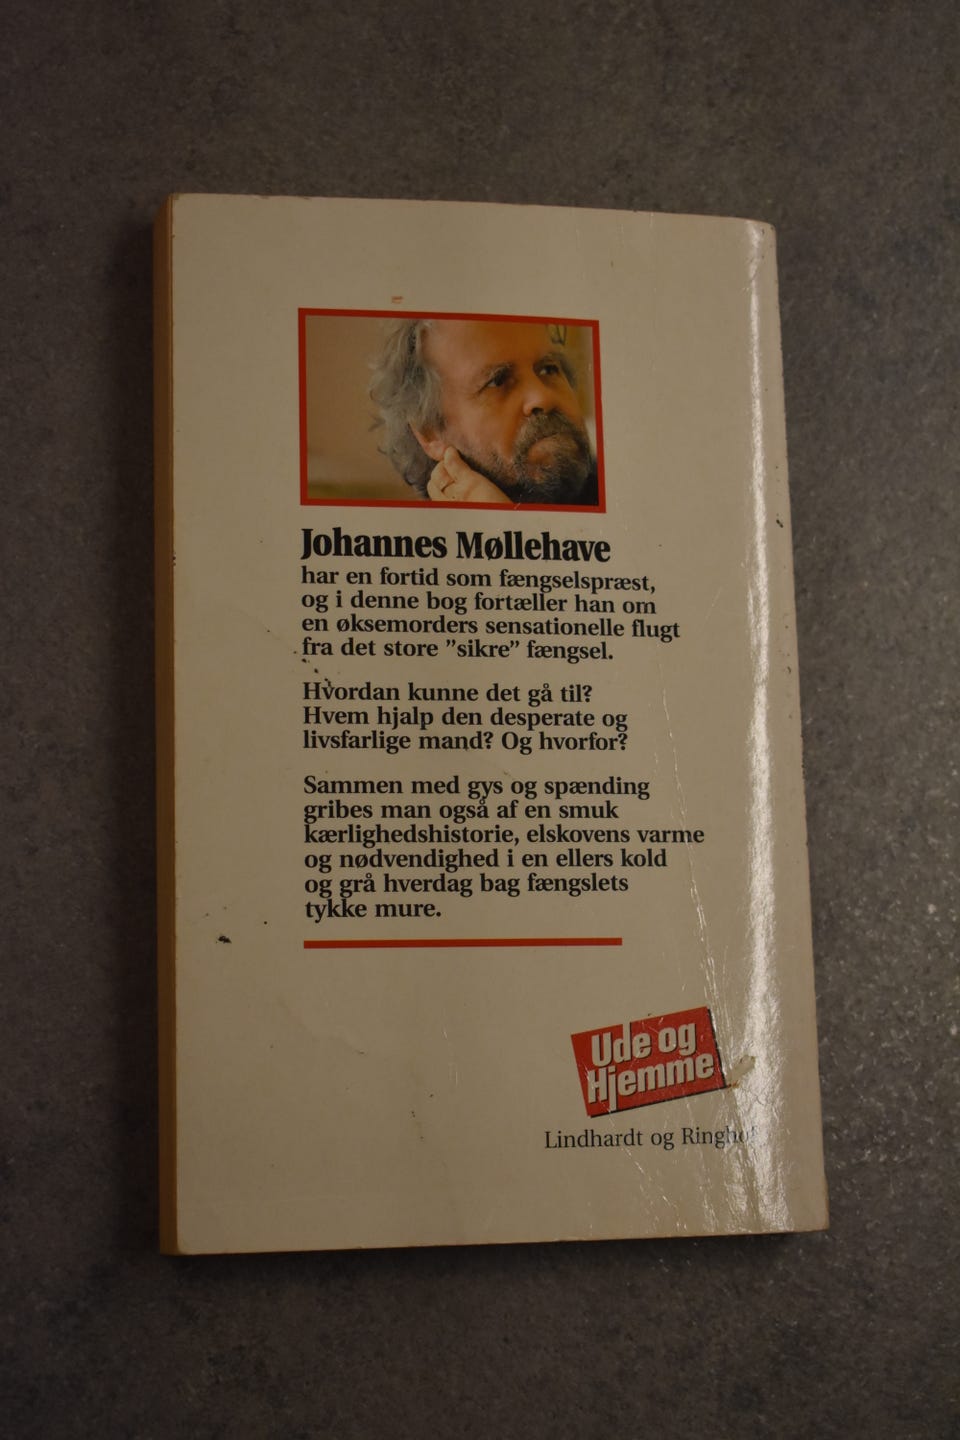 Johannes Møllehave
har en fortid som fængselspræst,
og i denne bog fortæller han om
en øksemorders sensationelle flugt
fra det store ”sikre” fængsel.
Hvordan kunne det gå til?
Hvem hjalp den desperate og
livsfarlige mand? Og hvorfor?
Sammen med gys og spænding
gribes man også af en smuk
kærlighedshistorie, elskovens varme
og nødvendighed i en ellers kold
og grå hverdag bag fængslets
tykke mure.
Ude og
Hjemme
Lindhardt og